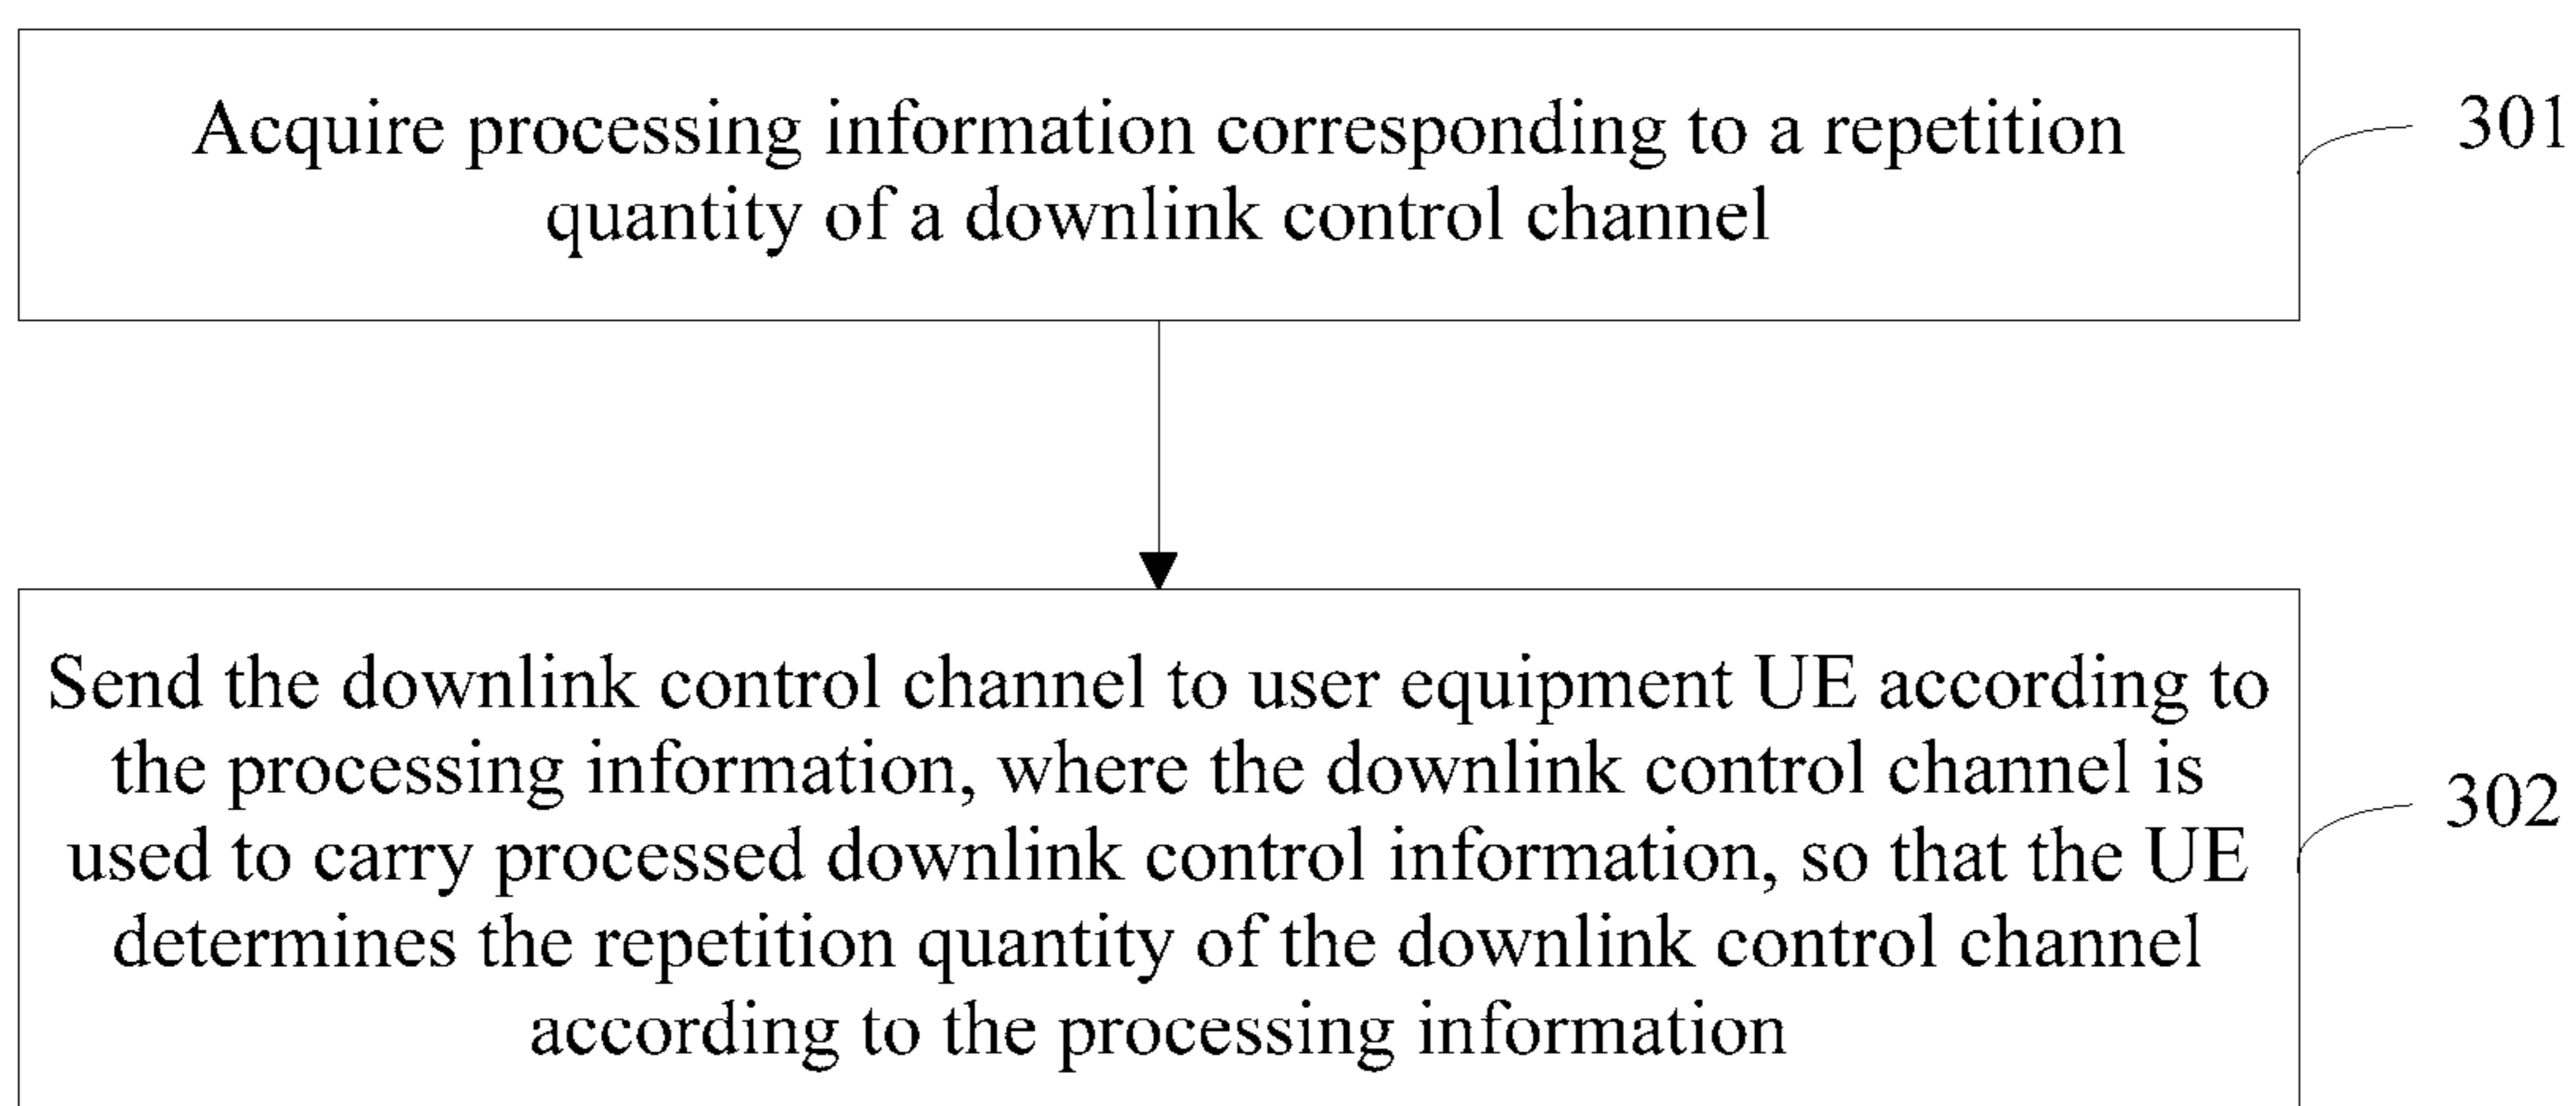 Acquire processing information corresponding to a repetition
quantity of a downlink control channel
301
Send the downlink control channel to user equipment UE according to
the processing information, where the downlink control channel is
used to carry processed downlink control information, so that the UE
determines the repetition quantity of the downlink control channel
according to the processing information
302